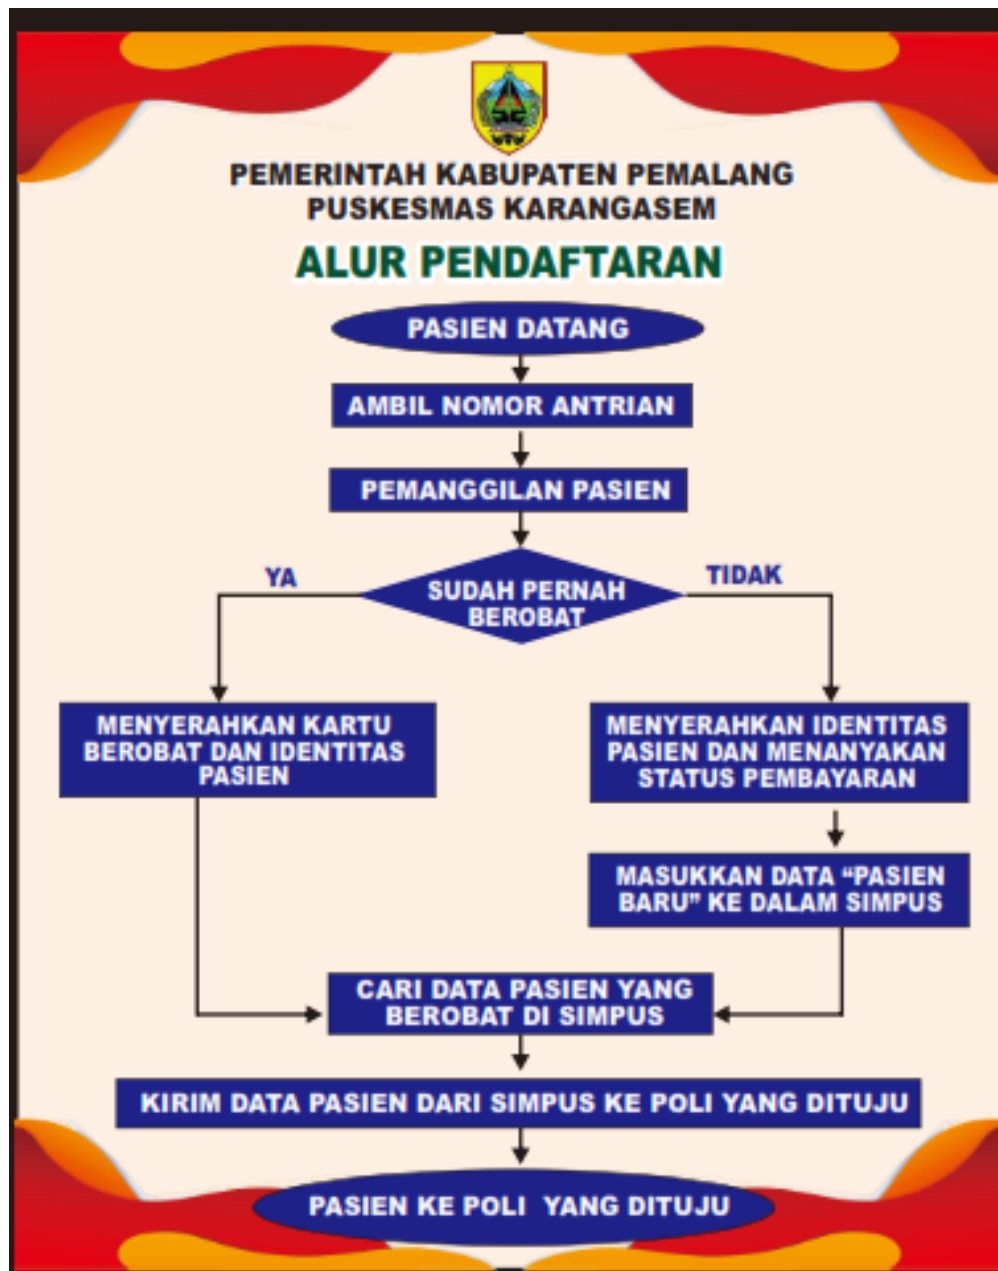 PEMERINTAH KABUPATEN PEMALANG
PUSKESMAS KARANGASEM
ALUR PENDAFTARAN
PASIEN DATANG
AMBIL NOMOR ANTRIAN
PEMANGGILAN PASIEN
SUDAH PERNAH
BEROBAT
YA
TIDAK
MENYERAHKAN KARTU
BEROBAT DAN IDENTITAS
PASIEN
MENYERAHKAN IDENTITAS
PASIEN DAN MENANYAKAN
STATUS PEMBAYARAN
MASUKKAN DATA “PASIEN
BARU” KE DALAM SIMPUS
CARI DATA PASIEN YANG
BEROBAT DI SIMPUS
KIRIM DATA PASIEN DARI SIMPUS KE POLI YANG DITUJU
PASIEN KE POLI YANG DITUJU